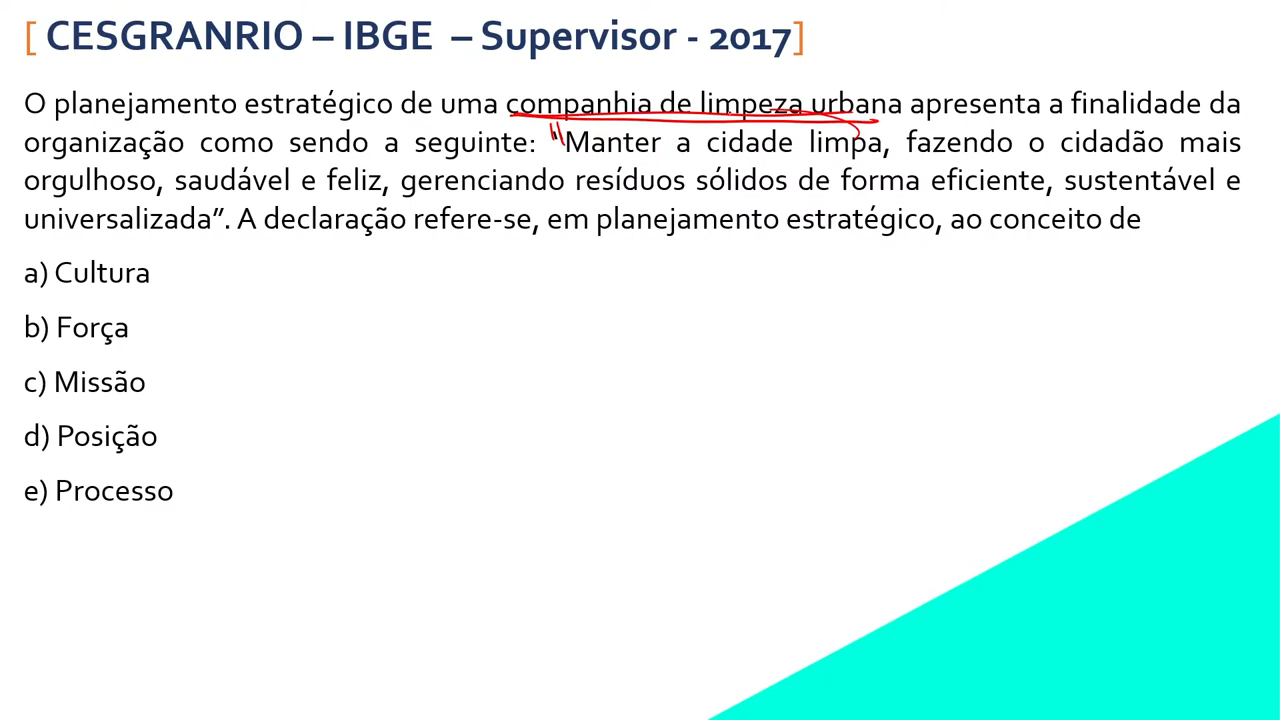 [ CESGRANRIO – IBGE – Supervisor - 2017]
O planejamento estratégico de uma companhia de limpeza urbana apresenta a finalidade da
organização como sendo a seguinte: “Manter a cidade limpa, fazendo o cidadão mais
orgulhoso, saudável e feliz, gerenciando resíduos sólidos de forma eficiente, sustentável e
universalizada”. A declaração refere-se, em planejamento estratégico, ao conceito de
a) Cultura
b) Força
c) Missão
d) Posição
e) Processo